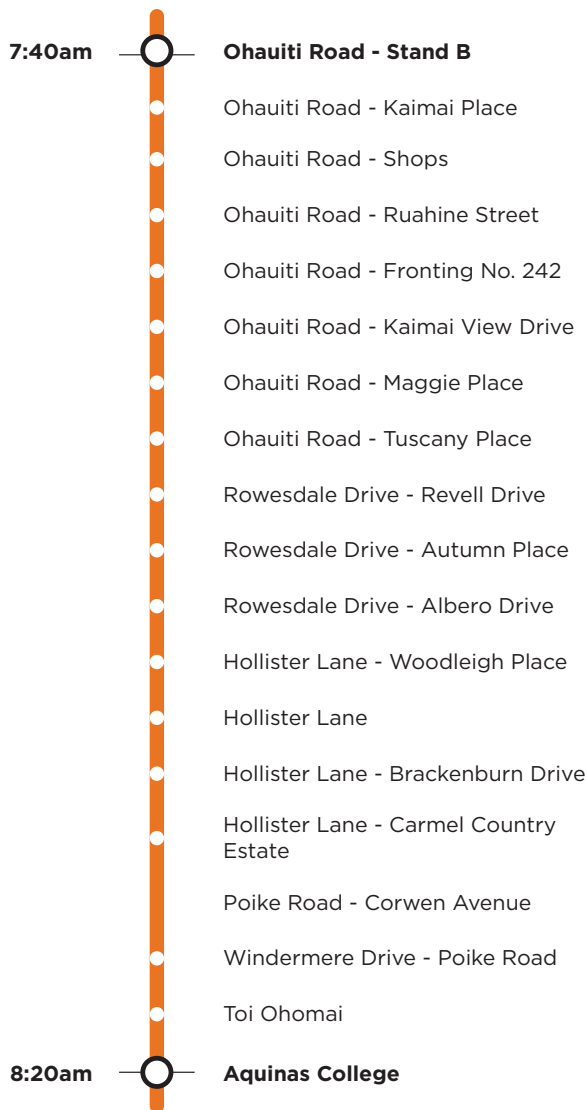 7:40am Ohauiti Road - Stand B
Ohauiti Road - Kaimai Place
Ohauiti Road - Shops
Ohauiti Road - Ruahine Street
Ohauiti Road - Fronting No. 242
Ohauiti Road - Kaimai View Drive
Ohauiti Road - Maggie Place
Ohauiti Road - Tuscany Place
Rowesdale Drive - Revell Drive
Rowesdale Drive - Autumn Place
Rowesdale Drive - Albero Drive
Hollister Lane - Woodleigh Place
Hollister Lane
Hollister Lane - Brackenburn Drive
Hollister Lane - Carmel Country
Estate
Poike Road - Corwen Avenue
Windermere Drive - Poike Road
Toi Ohomai
8:20am Aquinas College